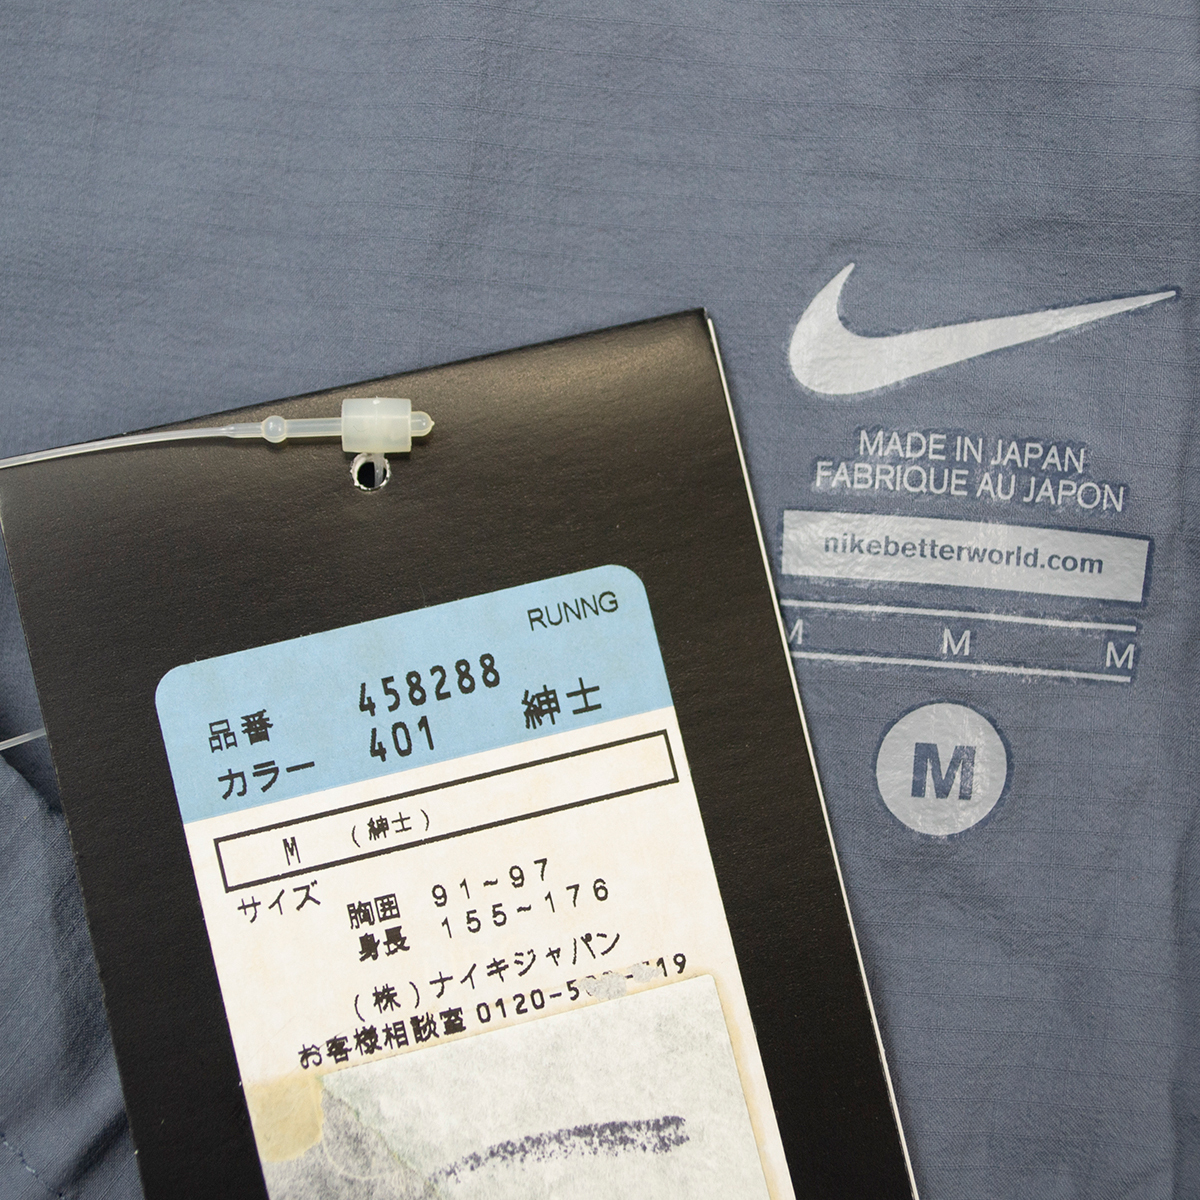 MADE IN JAPAN
FABRIQUE AU JAPON
nikebetterworld.com
M M M
M
RUNNG
品番 458288
カラー 401 紳士
M (紳士)
サイズ
胸囲 91~97
身長 155~176
(株)ナイキジャパン
お客様相談室 0120-5
19